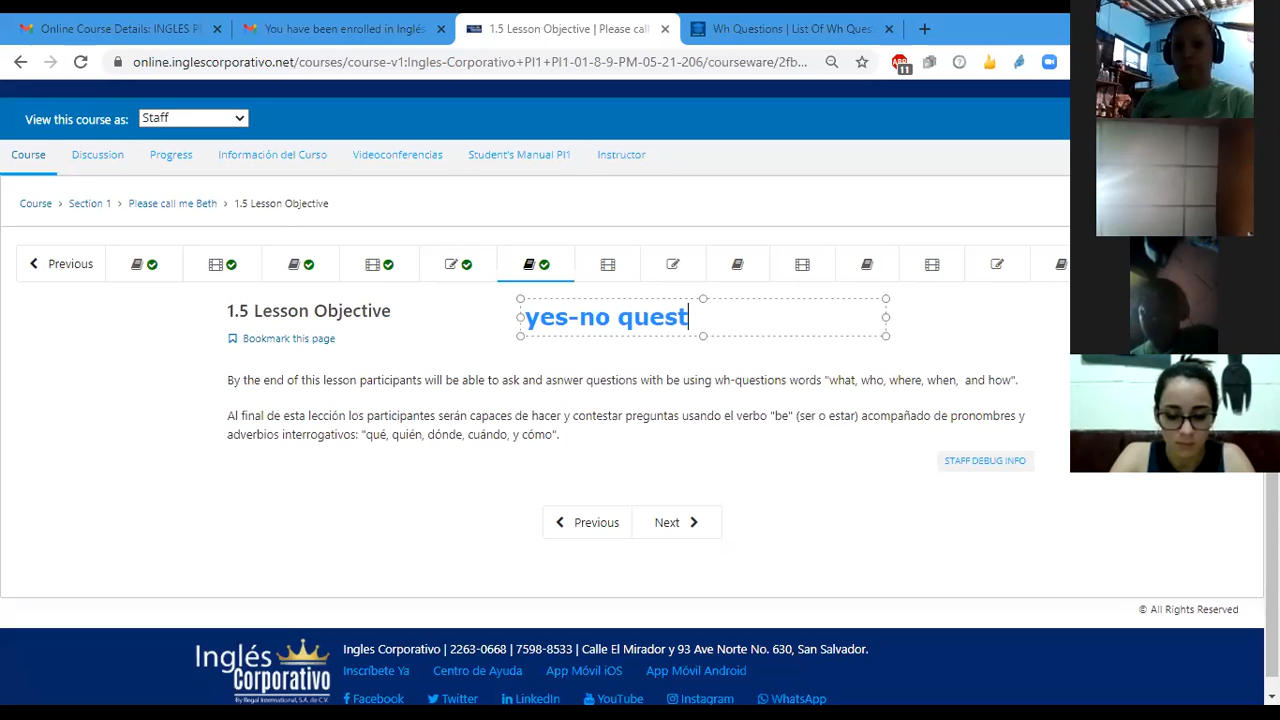 Online Course Details: INGLES PI
You have been enrolled in Inglés
1.5 Lesson Objective | Please call
Wh Questions | List Of Wh Ques
online.inglescorporativo.net/courses/course-v1:Ingles-Corporativo+PI1+PI1-01-8-9-PM-05-21-206/courseware/2fb...
ABP
11
View this course as: Staff
Course Discussion Progress Información del Curso Videoconferencias Student's Manual PI1 Instructor
Course > Section 1 > Please call me Beth > 1.5 Lesson Objective
Previous
1.5 Lesson Objective
yes-no quest
Bookmark this page
By the end of this lesson participants will be able to ask and asnwer questions with be using wh-questions words "what, who, where, when, and how".
Al final de esta lección los participantes serán capaces de hacer y contestar preguntas usando el verbo "be" (ser o estar) acompañado de pronombres y
adverbios interrogativos: "qué, quién, dónde, cuándo, y cómo".
STAFF DEBUG INFO
Previous Next
© All Rights Reserved
Inglés
Corporativo
By Regal International, S.A. de C.V.
Ingles Corporativo | 2263-0668 | 7598-8533 | Calle El Mirador y 93 Ave Norte No. 630, San Salvador.
Inscríbete Ya Centro de Ayuda App Móvil iOS App Móvil Android
Facebook Twitter LinkedIn YouTube Instagram WhatsApp